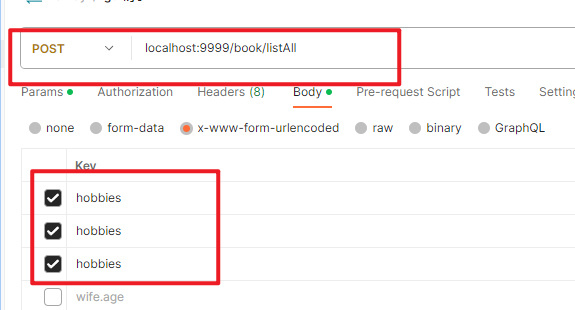 POST localhost:9999/book/listAll
Params Authorization Headers (8) Body Pre-request Script Tests Setting
none form-data x-www-form-urlencoded raw binary GraphQL
Key
hobbies
hobbies
hobbies
wife.age